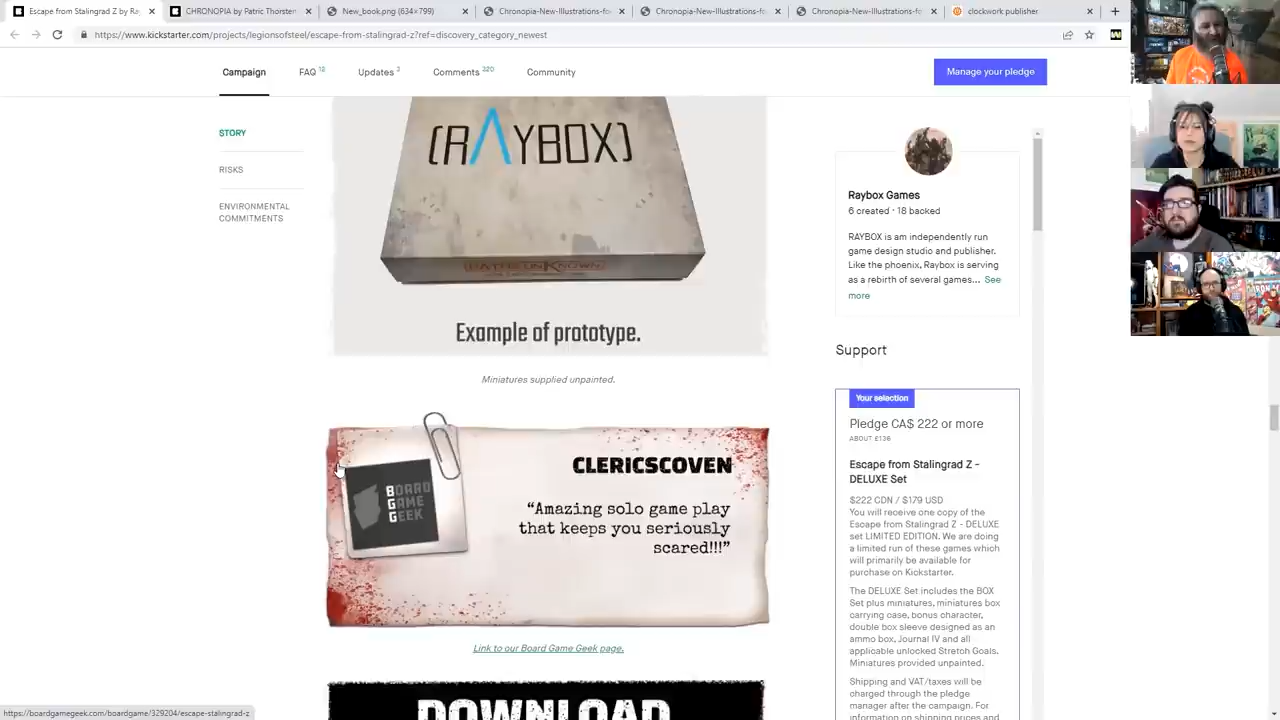 Escape from Stalingrad Z by Ra
CHRONOPIA by Patric Thorsten
New_book.png (634×799)
Chronopia-New-Illustrations-fo
Chronopia-New-Illustrations-fo
Chronopia-New-Illustrations-fo
clockwork publisher
https://www.kickstarter.com/projects/legionsofsteel/escape-from-stalingrad-z?ref=discovery_category_newest
Campaign
FAQ 12
Updates 3
Comments 320
Community
Manage your pledge
STORY
RISKS
ENVIRONMENTAL
COMMITMENTS
(RAYBOX)
Example of prototype.
Miniatures supplied unpainted.
BOARD
GAME
GEEK
CLERICSCOVEN
“Amazing solo game play
that keeps you seriously
scared!!!”
Link to our Board Game Geek page.
DOWNLOAD
Raybox Games
6 created · 18 backed
RAYBOX is am independently run
game design studio and publisher.
Like the phoenix, Raybox is serving
as a rebirth of several games... See
more
Support
Your selection
Pledge CA$ 222 or more
ABOUT £136
Escape from Stalingrad Z -
DELUXE Set
$222 CDN / $179 USD
You will receive one copy of the
Escape from Stalingrad Z - DELUXE
set LIMITED EDITION. We are doing
a limited run of these games which
will primarily be available for
purchase on Kickstarter.
The DELUXE Set includes the BOX
Set plus miniatures, miniatures box
carrying case, bonus character,
double box sleeve designed as an
ammo box, Journal IV and all
applicable unlocked Stretch Goals.
Miniatures provided unpainted.
Shipping and VAT/taxes will be
charged through the pledge
manager after the campaign. For
information on shipping prices and
https://boardgamegeek.com/boardgame/329204/escape-stalingrad-z